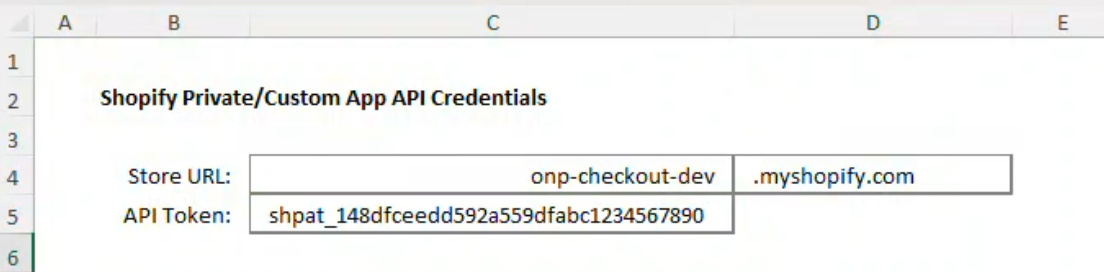 A B C D E
1
2 Shopify Private/Custom App API Credentials
3
4 Store URL: onp-checkout-dev .myshopify.com
5 API Token: shpat_148dfceedd592a559dfabc1234567890
6